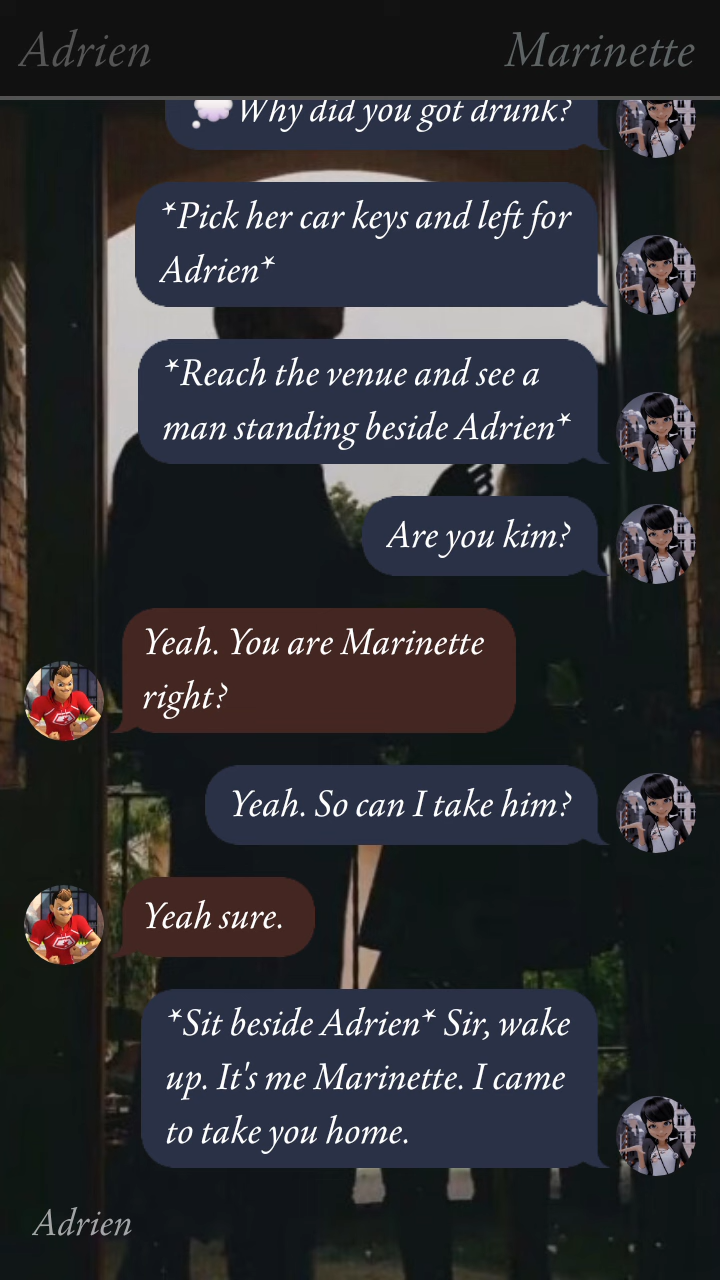 Adrien Marinette
💭Why did you got drunk?
*Pick her car keys and left for
Adrien*
*Reach the venue and see a
man standing beside Adrien*
Are you kim?
Yeah. You are Marinette
right?
Yeah. So can I take him?
Yeah sure.
*Sit beside Adrien* Sir, wake
up. It's me Marinette. I came
to take you home.
Adrien